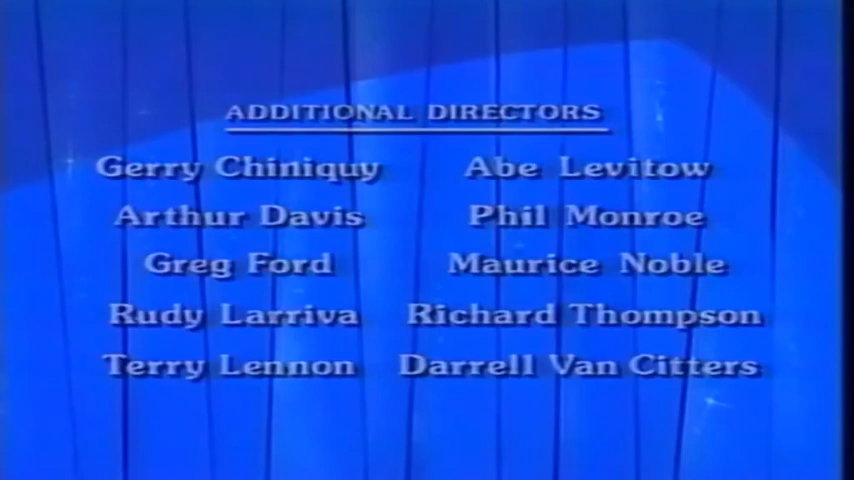 ADDITIONAL DIRECTORS
Gerry Chiniquy Abe Levitow
Arthur Davis Phil Monroe
Greg Ford Maurice Noble
Rudy Larriva Richard Thompson
Terry Lennon Darrell Van Citters